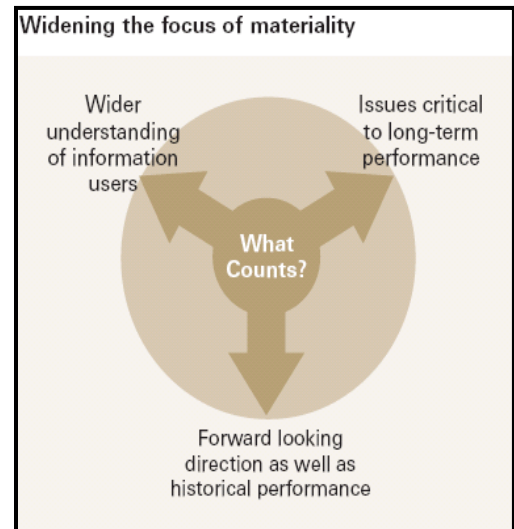 Widening the focus of materiality
Wider
understanding
of information
users
Issues critical
to long-term
performance
What
Counts?
Forward looking
direction as well as
historical performance